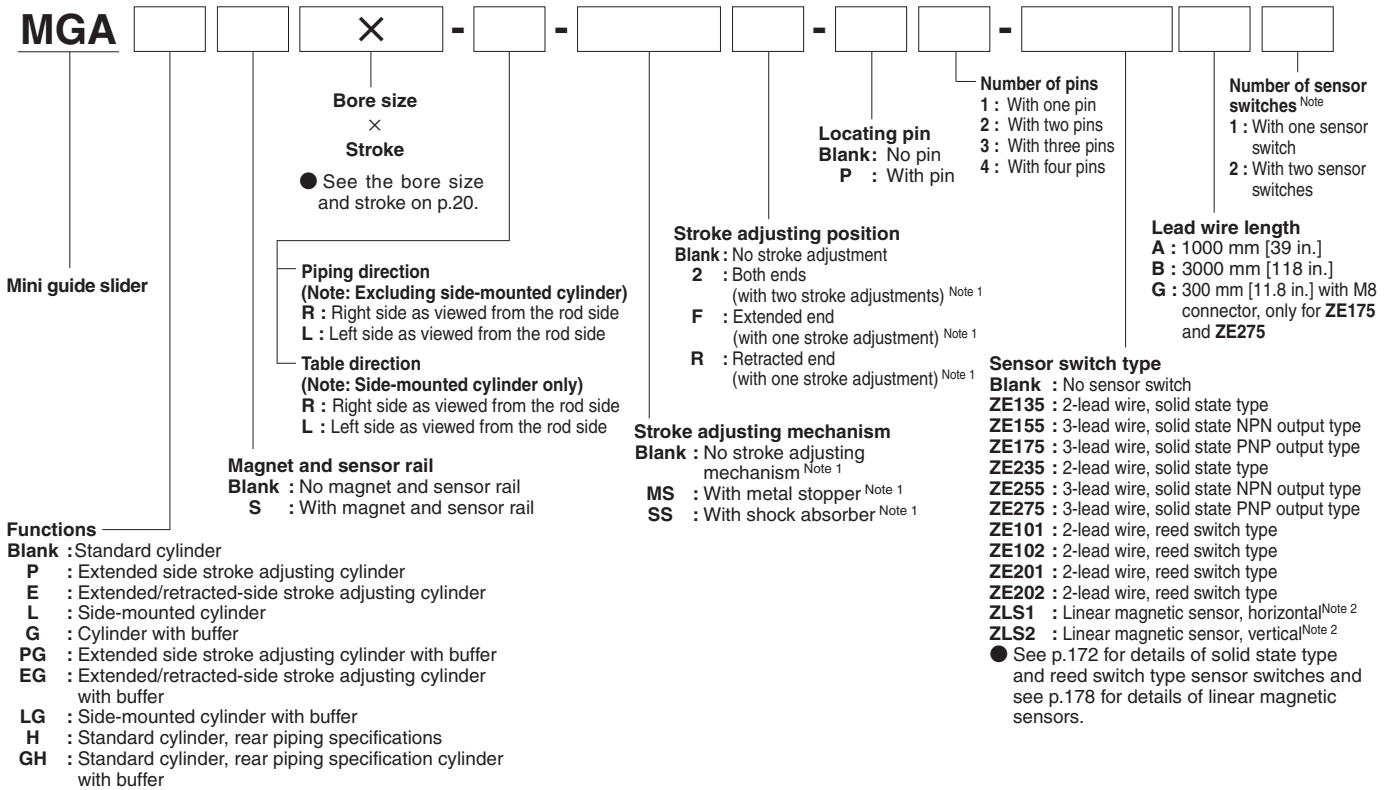 MGA × - - - -
Mini guide slider
Functions
Blank : Standard cylinder
P : Extended side stroke adjusting cylinder
E : Extended/retracted-side stroke adjusting cylinder
L : Side-mounted cylinder
G : Cylinder with buffer
PG : Extended side stroke adjusting cylinder with buffer
EG : Extended/retracted-side stroke adjusting cylinder
with buffer
LG : Side-mounted cylinder with buffer
H : Standard cylinder, rear piping specifications
GH : Standard cylinder, rear piping specification cylinder
with buffer
Magnet and sensor rail
Blank : No magnet and sensor rail
S : With magnet and sensor rail
Bore size
×
Stroke
● See the bore size
and stroke on p.20.
Piping direction
(Note: Excluding side-mounted cylinder)
R : Right side as viewed from the rod side
L : Left side as viewed from the rod side
Table direction
(Note: Side-mounted cylinder only)
R : Right side as viewed from the rod side
L : Left side as viewed from the rod side
Stroke adjusting mechanism
Blank : No stroke adjusting
mechanism Note 1
MS : With metal stopper Note 1
SS : With shock absorber Note 1
Stroke adjusting position
Blank : No stroke adjustment
2 : Both ends
(with two stroke adjustments) Note 1
F : Extended end
(with one stroke adjustment) Note 1
R : Retracted end
(with one stroke adjustment) Note 1
Locating pin
Blank : No pin
P : With pin
Number of pins
1 : With one pin
2 : With two pins
3 : With three pins
4 : With four pins
Sensor switch type
Blank : No sensor switch
ZE135 : 2-lead wire, solid state type
ZE155 : 3-lead wire, solid state NPN output type
ZE175 : 3-lead wire, solid state PNP output type
ZE235 : 2-lead wire, solid state type
ZE255 : 3-lead wire, solid state NPN output type
ZE275 : 3-lead wire, solid state PNP output type
ZE101 : 2-lead wire, reed switch type
ZE102 : 2-lead wire, reed switch type
ZE201 : 2-lead wire, reed switch type
ZE202 : 2-lead wire, reed switch type
ZLS1 : Linear magnetic sensor, horizontal Note 2
ZLS2 : Linear magnetic sensor, vertical Note 2
● See p.172 for details of solid state type
and reed switch type sensor switches and
see p.178 for details of linear magnetic
sensors.
Lead wire length
A : 1000 mm [39 in.]
B : 3000 mm [118 in.]
G : 300 mm [11.8 in.] with M8
connector, only for ZE175
and ZE275
Number of sensor
switches Note
1 : With one sensor
switch
2 : With two sensor
switches